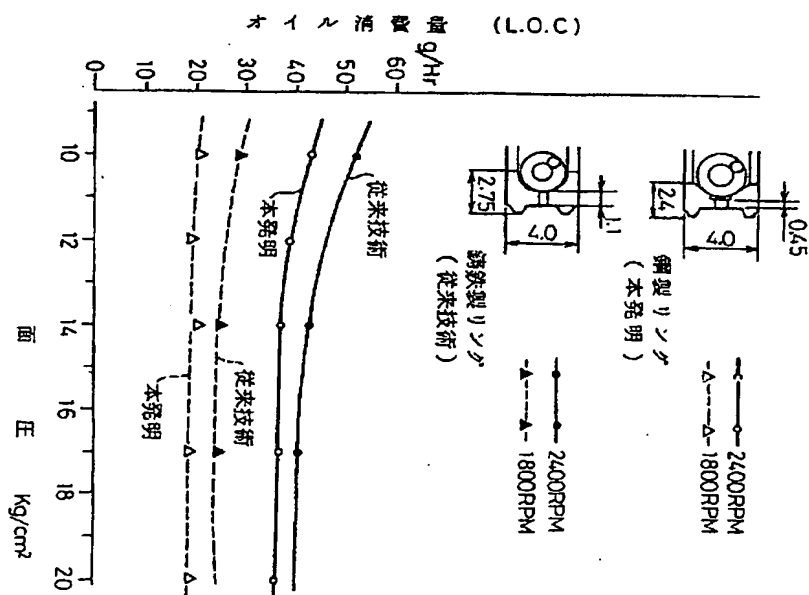 オイル消費量 (L.O.C)
g/Hr
0
10
20
30
40
50
60
10
12
14
16
18
20
面圧 Kg/cm²
従来技術
本発明
従来技術
本発明
2.4
4.0
0.45
鋼製リング
(本発明)
2400RPM
1800RPM
2.75
4.0
1.1
鋳鉄製リング
(従来技術)
2400RPM
1800RPM